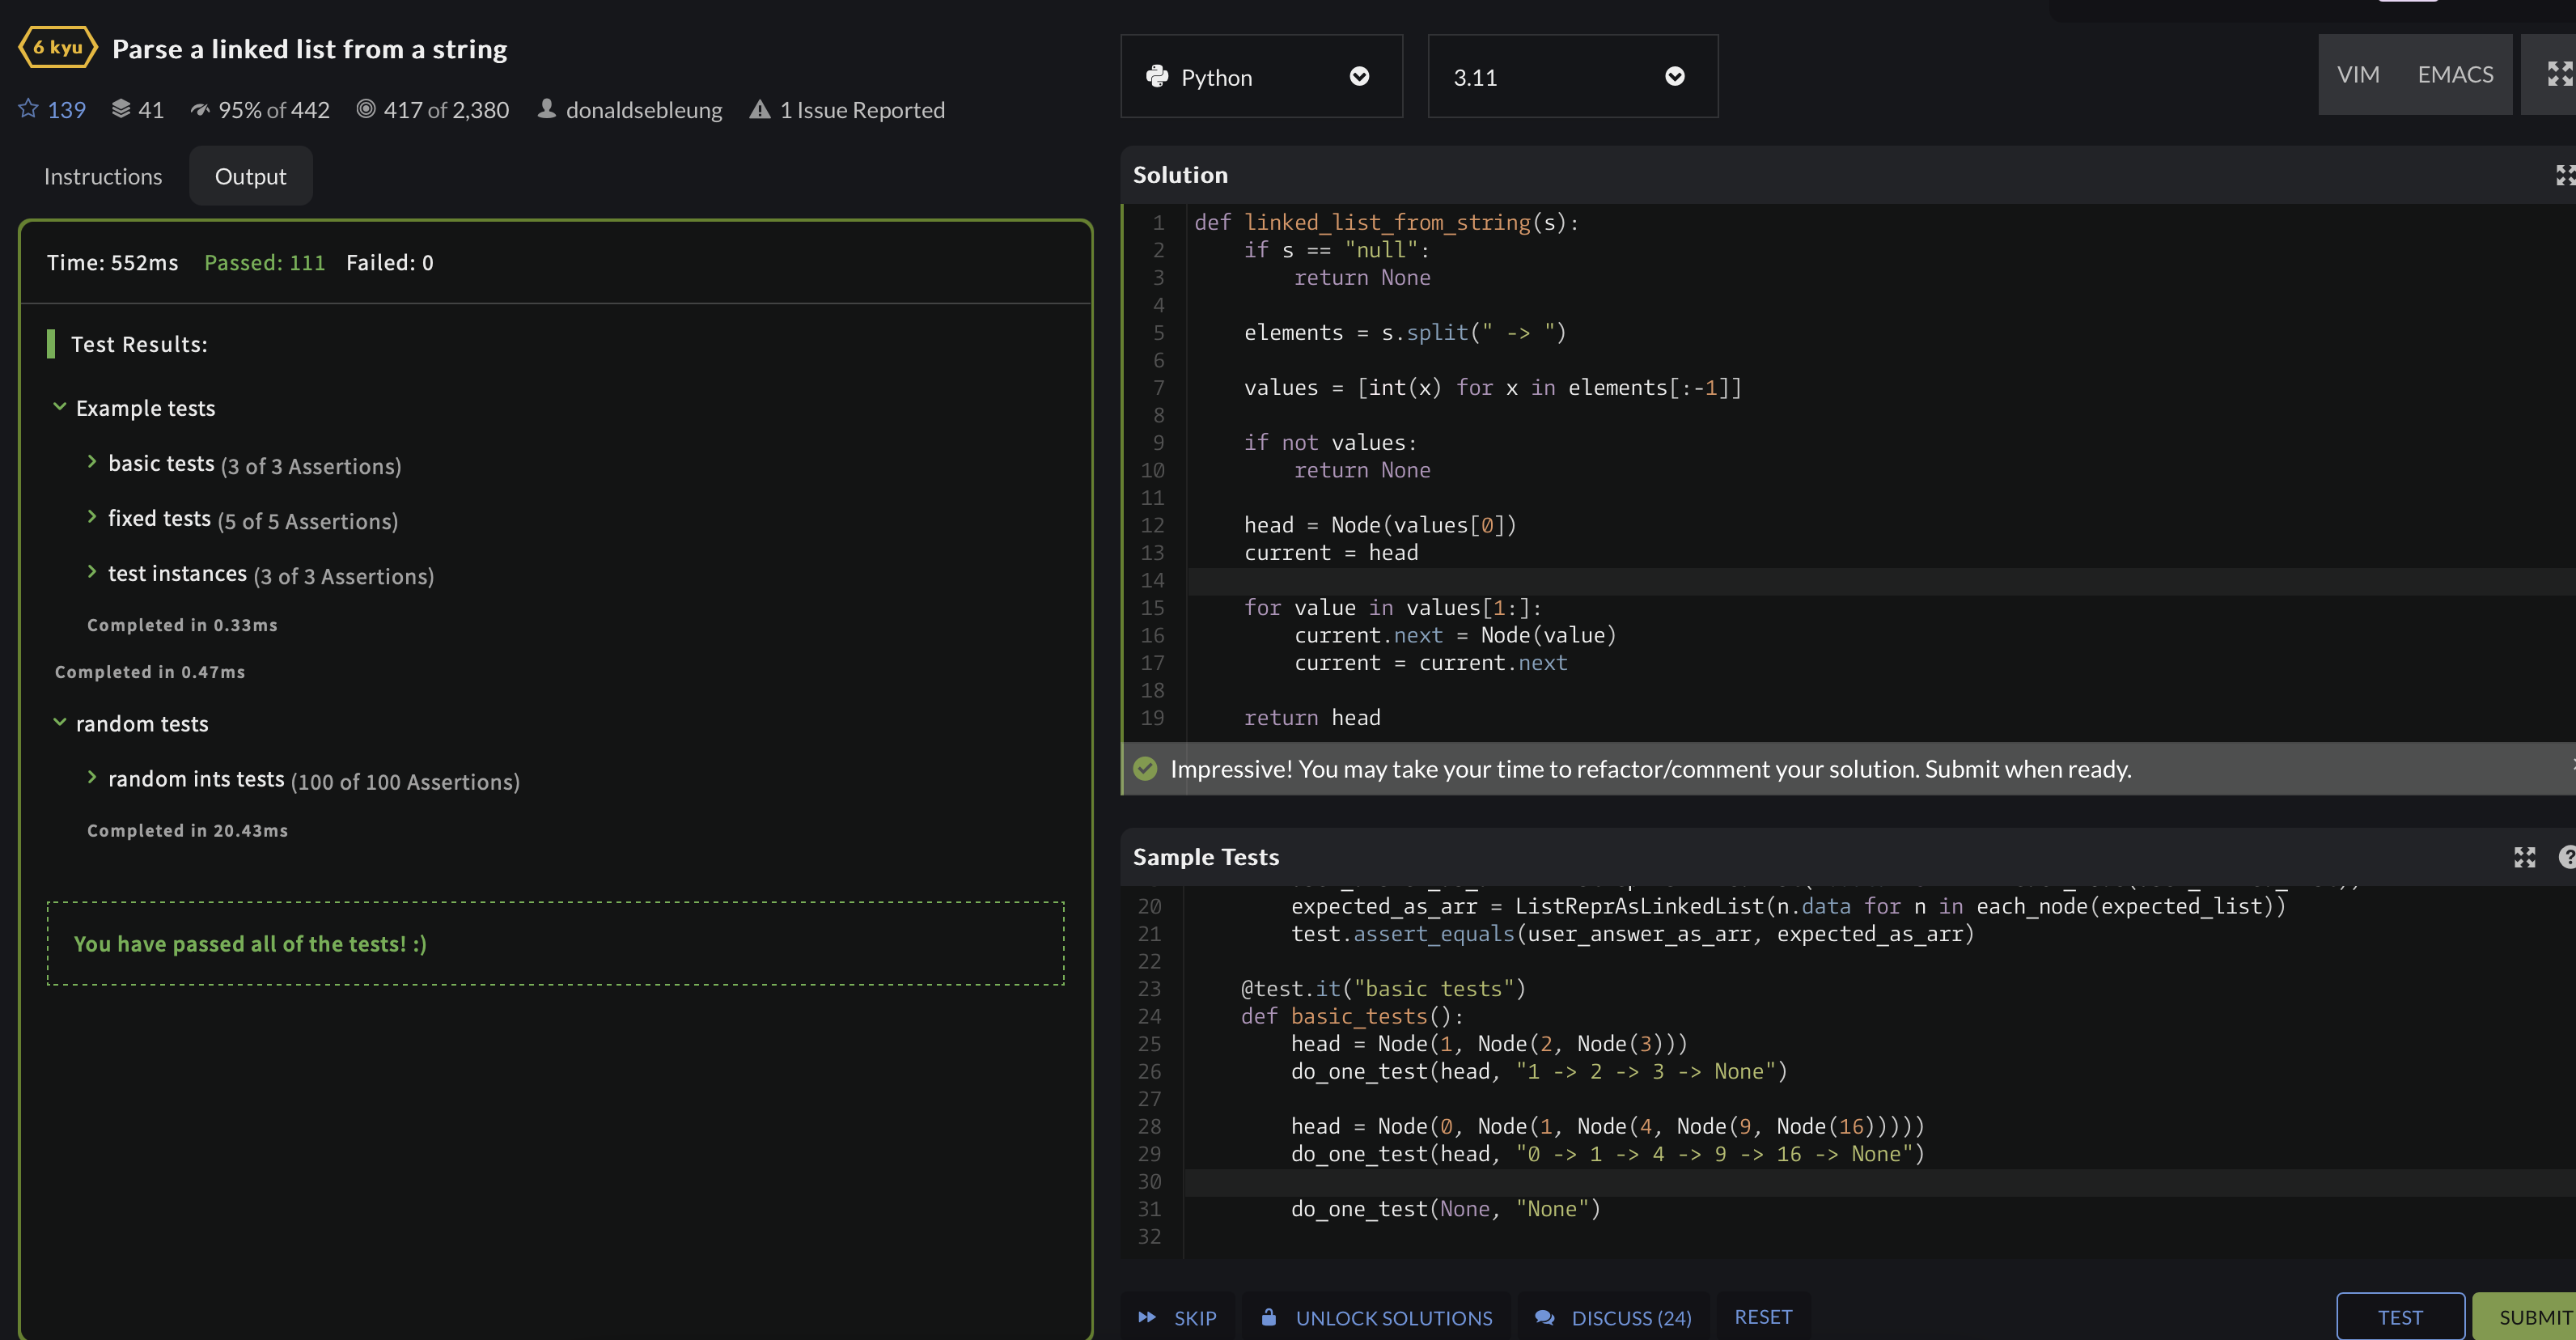 6 kyu Parse a linked list from a string
139 41 95% of 442 417 of 2,380 donaldsebleung 1 Issue Reported
Instructions Output
Time: 552ms Passed: 111 Failed: 0
Test Results:
Example tests
basic tests (3 of 3 Assertions)
fixed tests (5 of 5 Assertions)
test instances (3 of 3 Assertions)
Completed in 0.33ms
Completed in 0.47ms
random tests
random ints tests (100 of 100 Assertions)
Completed in 20.43ms
You have passed all of the tests! :)
Python 3.11 VIM EMACS
Solution
1 def linked_list_from_string(s):
2     if s == "null":
3         return None
4
5     elements = s.split(" -> ")
6
7     values = [int(x) for x in elements[:-1]]
8
9     if not values:
10         return None
11
12     head = Node(values[0])
13     current = head
14
15     for value in values[1:]:
16         current.next = Node(value)
17         current = current.next
18
19     return head
Impressive! You may take your time to refactor/comment your solution. Submit when ready.
Sample Tests
20         expected_as_arr = ListReprAsLinkedList(n.data for n in each_node(expected_list))
21         test.assert_equals(user_answer_as_arr, expected_as_arr)
22
23     @test.it("basic tests")
24     def basic_tests():
25         head = Node(1, Node(2, Node(3)))
26         do_one_test(head, "1 -> 2 -> 3 -> None")
27
28         head = Node(0, Node(1, Node(4, Node(9, Node(16)))))
29         do_one_test(head, "0 -> 1 -> 4 -> 9 -> 16 -> None")
30
31         do_one_test(None, "None")
32
SKIP UNLOCK SOLUTIONS DISCUSS (24) RESET TEST SUBMIT